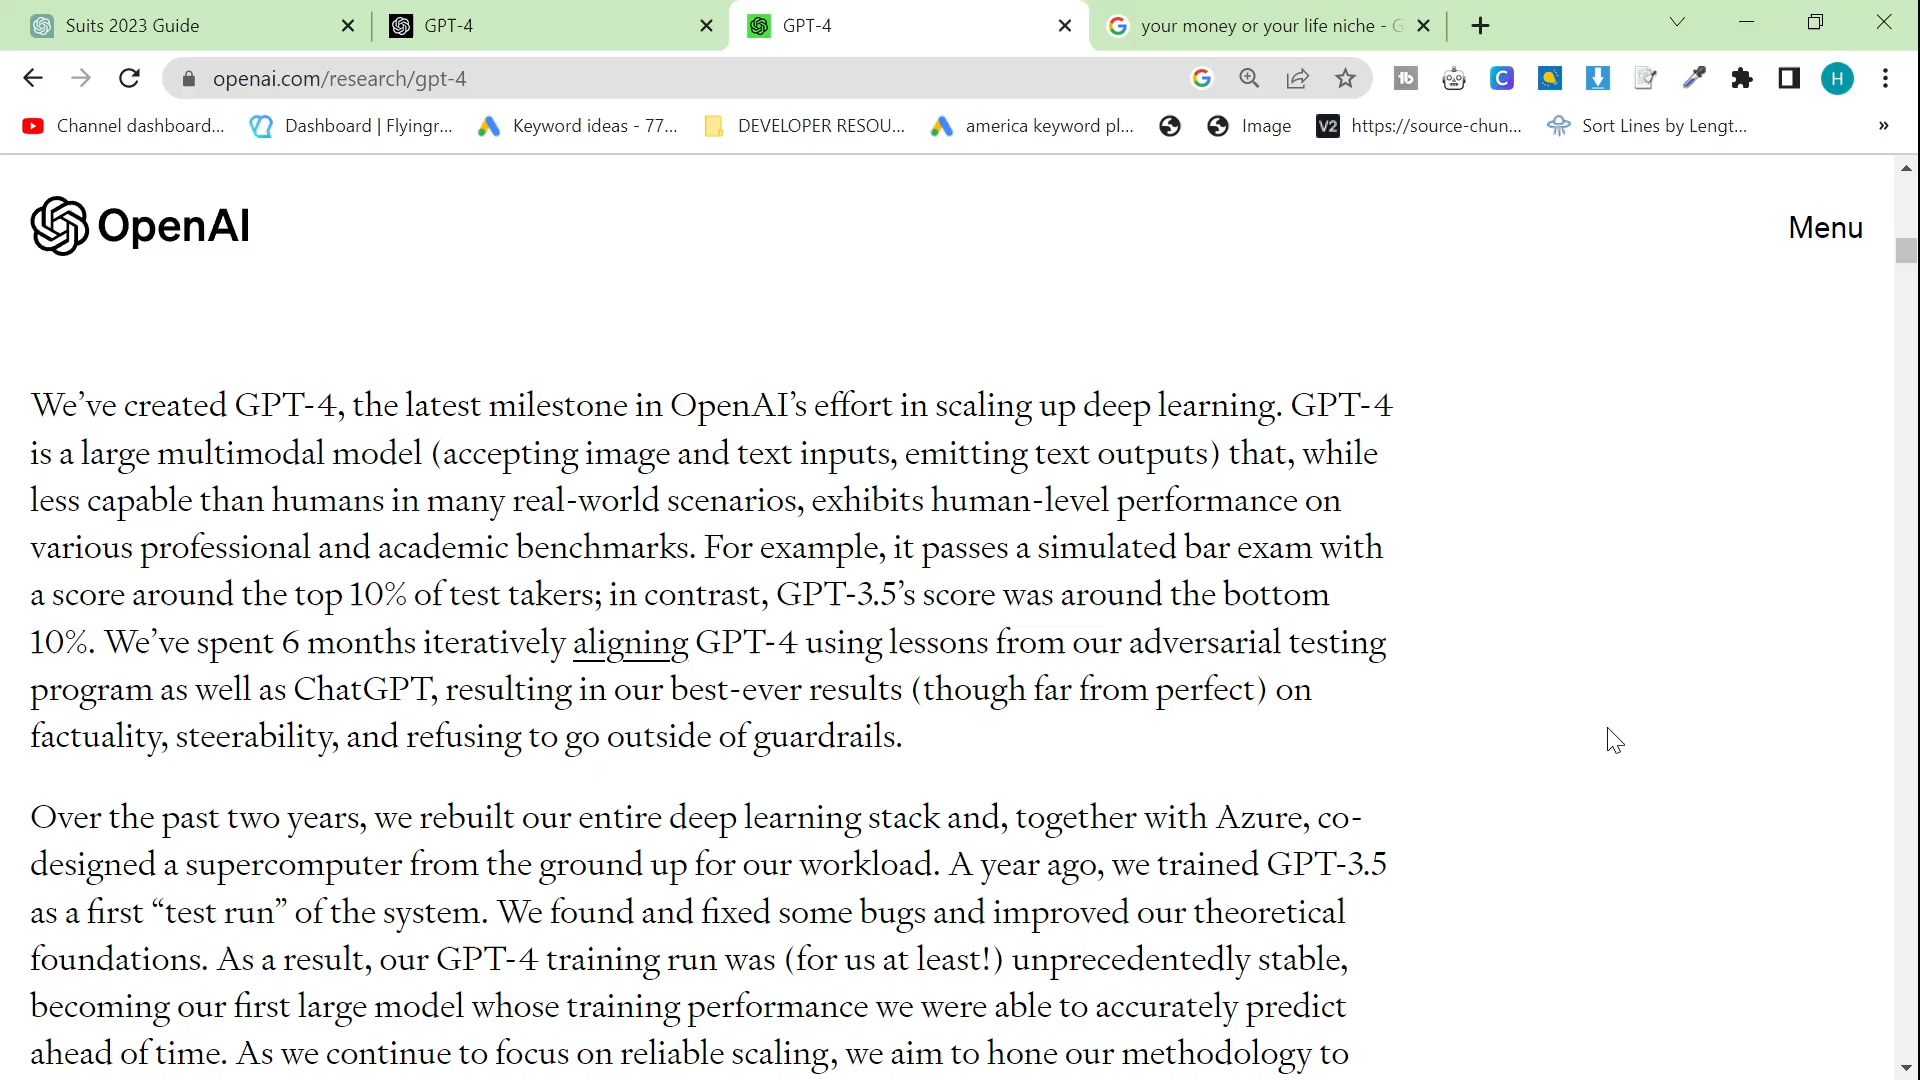 Suits 2023 Guide
GPT-4
GPT-4
your money or your life niche - G
openai.com/research/gpt-4
H
Channel dashboard...
Dashboard | Flyingr...
Keyword ideas - 77...
DEVELOPER RESOU...
america keyword pl...
Image
V2
https://source-chun...
Sort Lines by Lengt...
»
OpenAI
Menu
We’ve created GPT-4, the latest milestone in OpenAI’s effort in scaling up deep learning. GPT-4
is a large multimodal model (accepting image and text inputs, emitting text outputs) that, while
less capable than humans in many real-world scenarios, exhibits human-level performance on
various professional and academic benchmarks. For example, it passes a simulated bar exam with
a score around the top 10% of test takers; in contrast, GPT-3.5’s score was around the bottom
10%. We’ve spent 6 months iteratively aligning GPT-4 using lessons from our adversarial testing
program as well as ChatGPT, resulting in our best-ever results (though far from perfect) on
factuality, steerability, and refusing to go outside of guardrails.
Over the past two years, we rebuilt our entire deep learning stack and, together with Azure, co-
designed a supercomputer from the ground up for our workload. A year ago, we trained GPT-3.5
as a first “test run” of the system. We found and fixed some bugs and improved our theoretical
foundations. As a result, our GPT-4 training run was (for us at least!) unprecedentedly stable,
becoming our first large model whose training performance we were able to accurately predict
ahead of time. As we continue to focus on reliable scaling, we aim to hone our methodology to